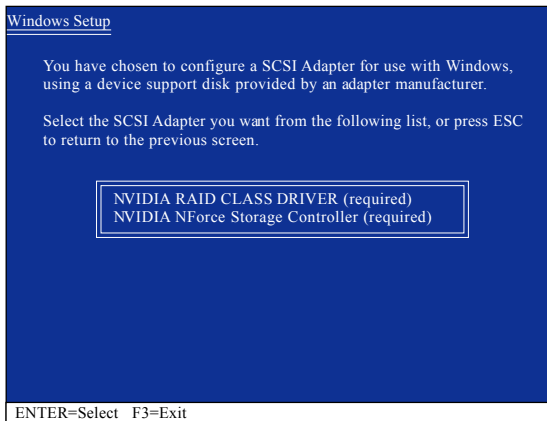 Windows Setup
You have chosen to configure a SCSI Adapter for use with Windows,
using a device support disk provided by an adapter manufacturer.
Select the SCSI Adapter you want from the following list, or press ESC
to return to the previous screen.
NVIDIA RAID CLASS DRIVER (required)
NVIDIA NForce Storage Controller (required)
ENTER=Select F3=Exit